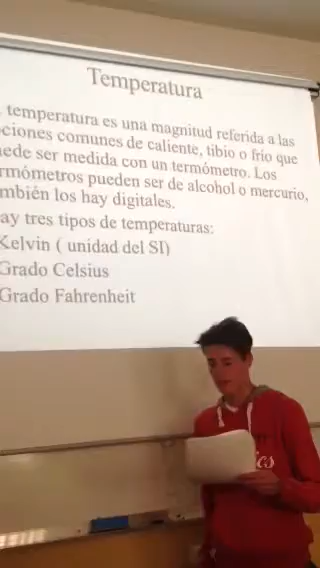 Temperatura
temperatura es una magnitud referida a las
ciones comunes de caliente, tibio o frío que
ede ser medida con un termómetro. Los
rmómetros pueden ser de alcohol o mercurio,
mbién los hay digitales.
ay tres tipos de temperaturas:
Kelvin ( unidad del SI)
Grado Celsius
Grado Fahrenheit
ics